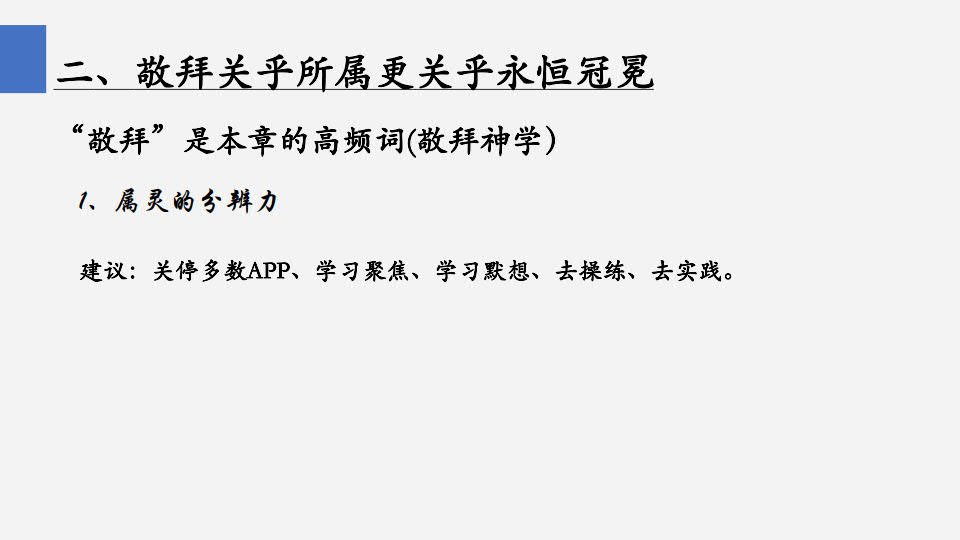 二、敬拜关乎所属更关乎永恒冠冕
“敬拜”是本章的高频词(敬拜神学）
1、属灵的分辨力
建议：关停多数APP、学习聚焦、学习默想、去操练、去实践。